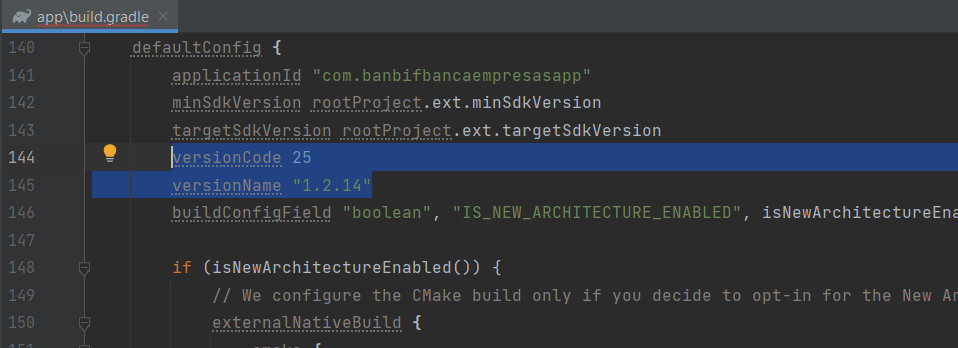 app\build.gradle
140 defaultConfig {
141 applicationId "com.banbifbancaempresasapp"
142 minSdkVersion rootProject.ext.minSdkVersion
143 targetSdkVersion rootProject.ext.targetSdkVersion
144 versionCode 25
145 versionName "1.2.14"
146 buildConfigField "boolean", "IS_NEW_ARCHITECTURE_ENABLED", isNewArchitectureEna
147
148 if (isNewArchitectureEnabled()) {
149 // We configure the CMake build only if you decide to opt-in for the New Ar
150 externalNativeBuild {